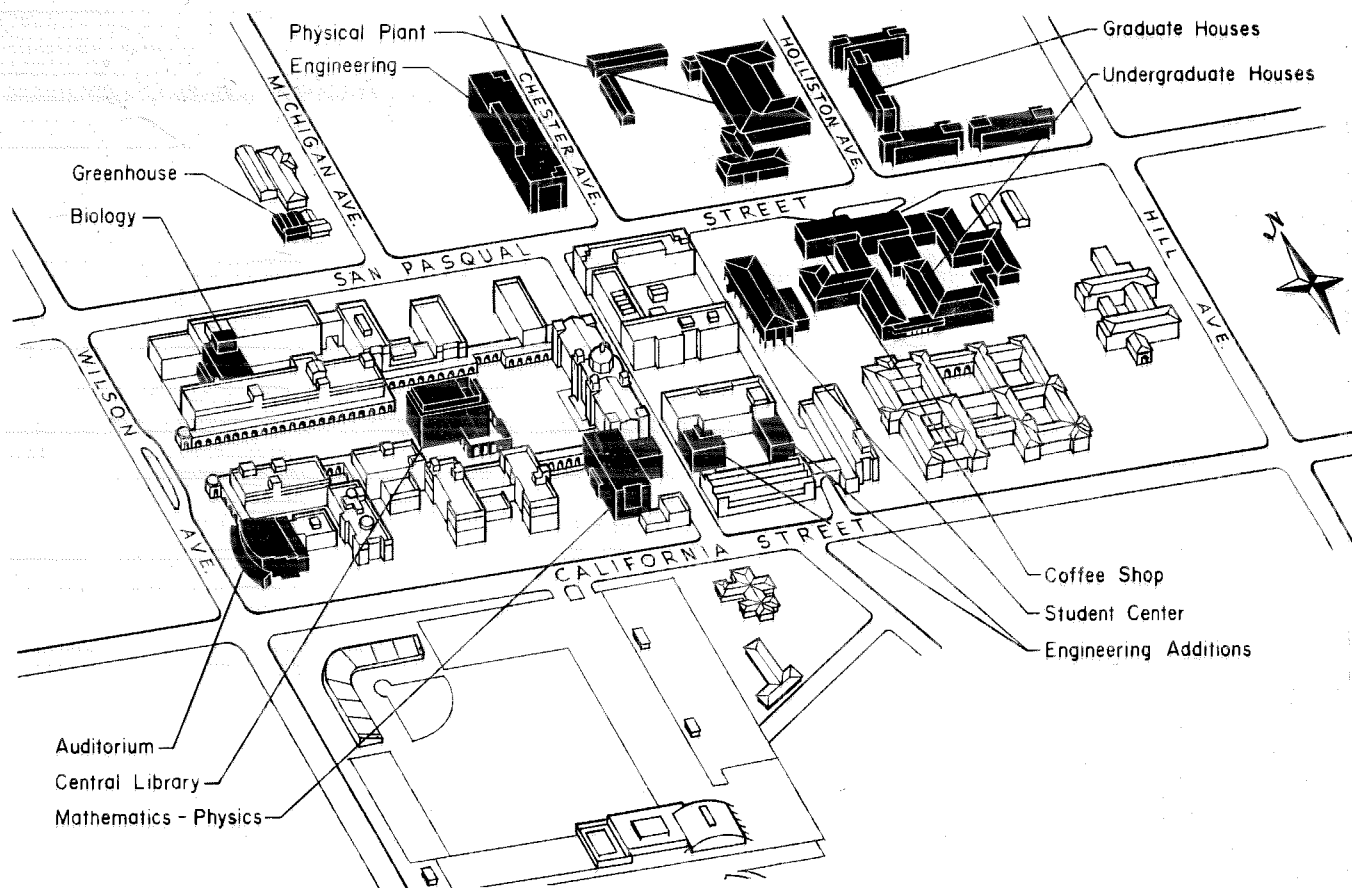 Physical Plant
Engineering
Graduate Houses
Undergraduate Houses
MICHIGAN AVE.
CHESTER AVE.
HOLLISTON AVE.
Greenhouse
Biology
SAN PASQUAL STREET
HILL AVE.
N
WILSON AVE.
CALIFORNIA STREET
Coffee Shop
Student Center
Engineering Additions
Auditorium
Central Library
Mathematics - Physics